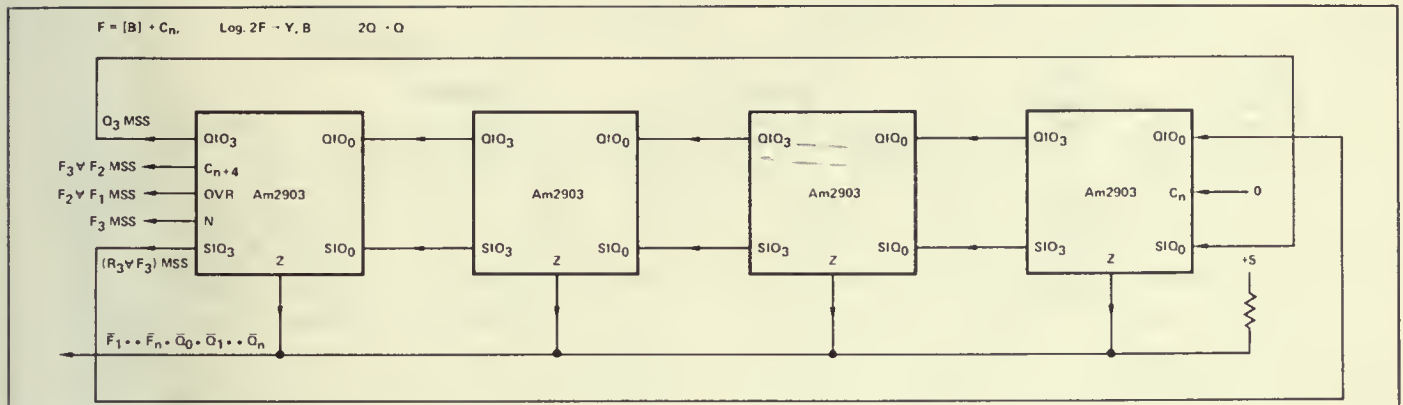 F = [B] + Cn, Log. 2F → Y, B 2Q → Q
Q3 MSS
QIO3 QIO0 QIO3 QIO0 QIO3 QIO0 QIO3 QIO0
F3 ∀ F2 MSS Cn+4
F2 ∀ F1 MSS OVR Am2903 Am2903 Am2903 Am2903 Cn 0
F3 MSS N
SIO3 SIO0 SIO3 SIO0 SIO3 SIO0 SIO3 SIO0
(R3 ∀ F3) MSS Z Z Z Z +5
F̄1 • • F̄n • Q̄0 • Q̄1 • • Q̄n